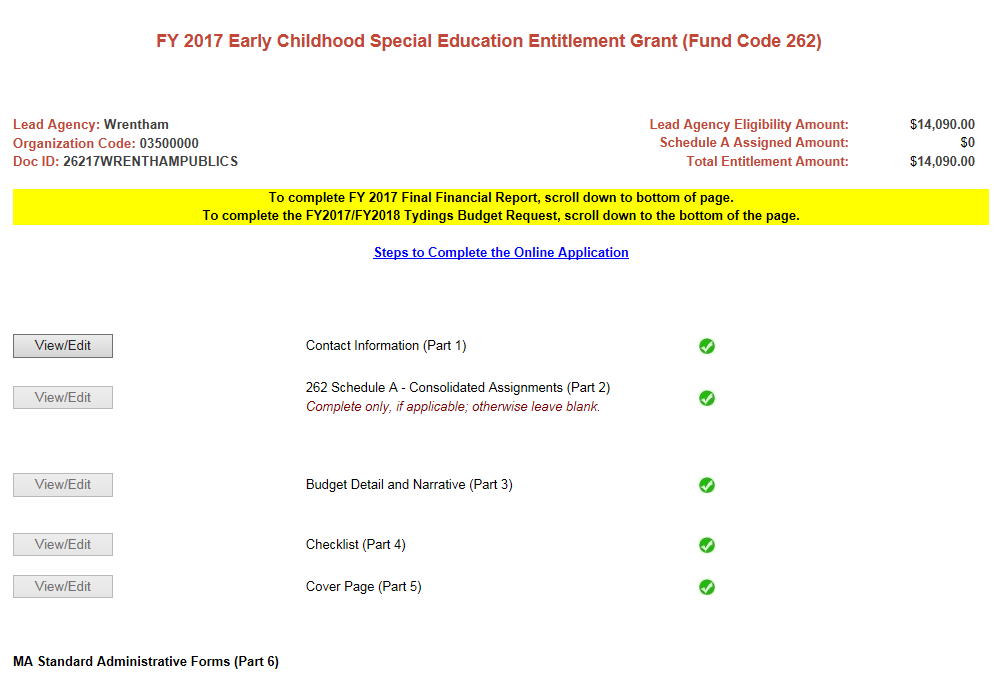 FY 2017 Early Childhood Special Education Entitlement Grant (Fund Code 262)
Lead Agency: Wrentham
Organization Code: 03500000
Doc ID: 26217WRENTHAMPUBLICS
Lead Agency Eligibility Amount: $14,090.00
Schedule A Assigned Amount: $0
Total Entitlement Amount: $14,090.00
To complete FY 2017 Final Financial Report, scroll down to bottom of page.
To complete the FY2017/FY2018 Tydings Budget Request, scroll down to the bottom of the page.
Steps to Complete the Online Application
View/Edit Contact Information (Part 1)
View/Edit 262 Schedule A - Consolidated Assignments (Part 2)
Complete only, if applicable; otherwise leave blank.
View/Edit Budget Detail and Narrative (Part 3)
View/Edit Checklist (Part 4)
View/Edit Cover Page (Part 5)
MA Standard Administrative Forms (Part 6)